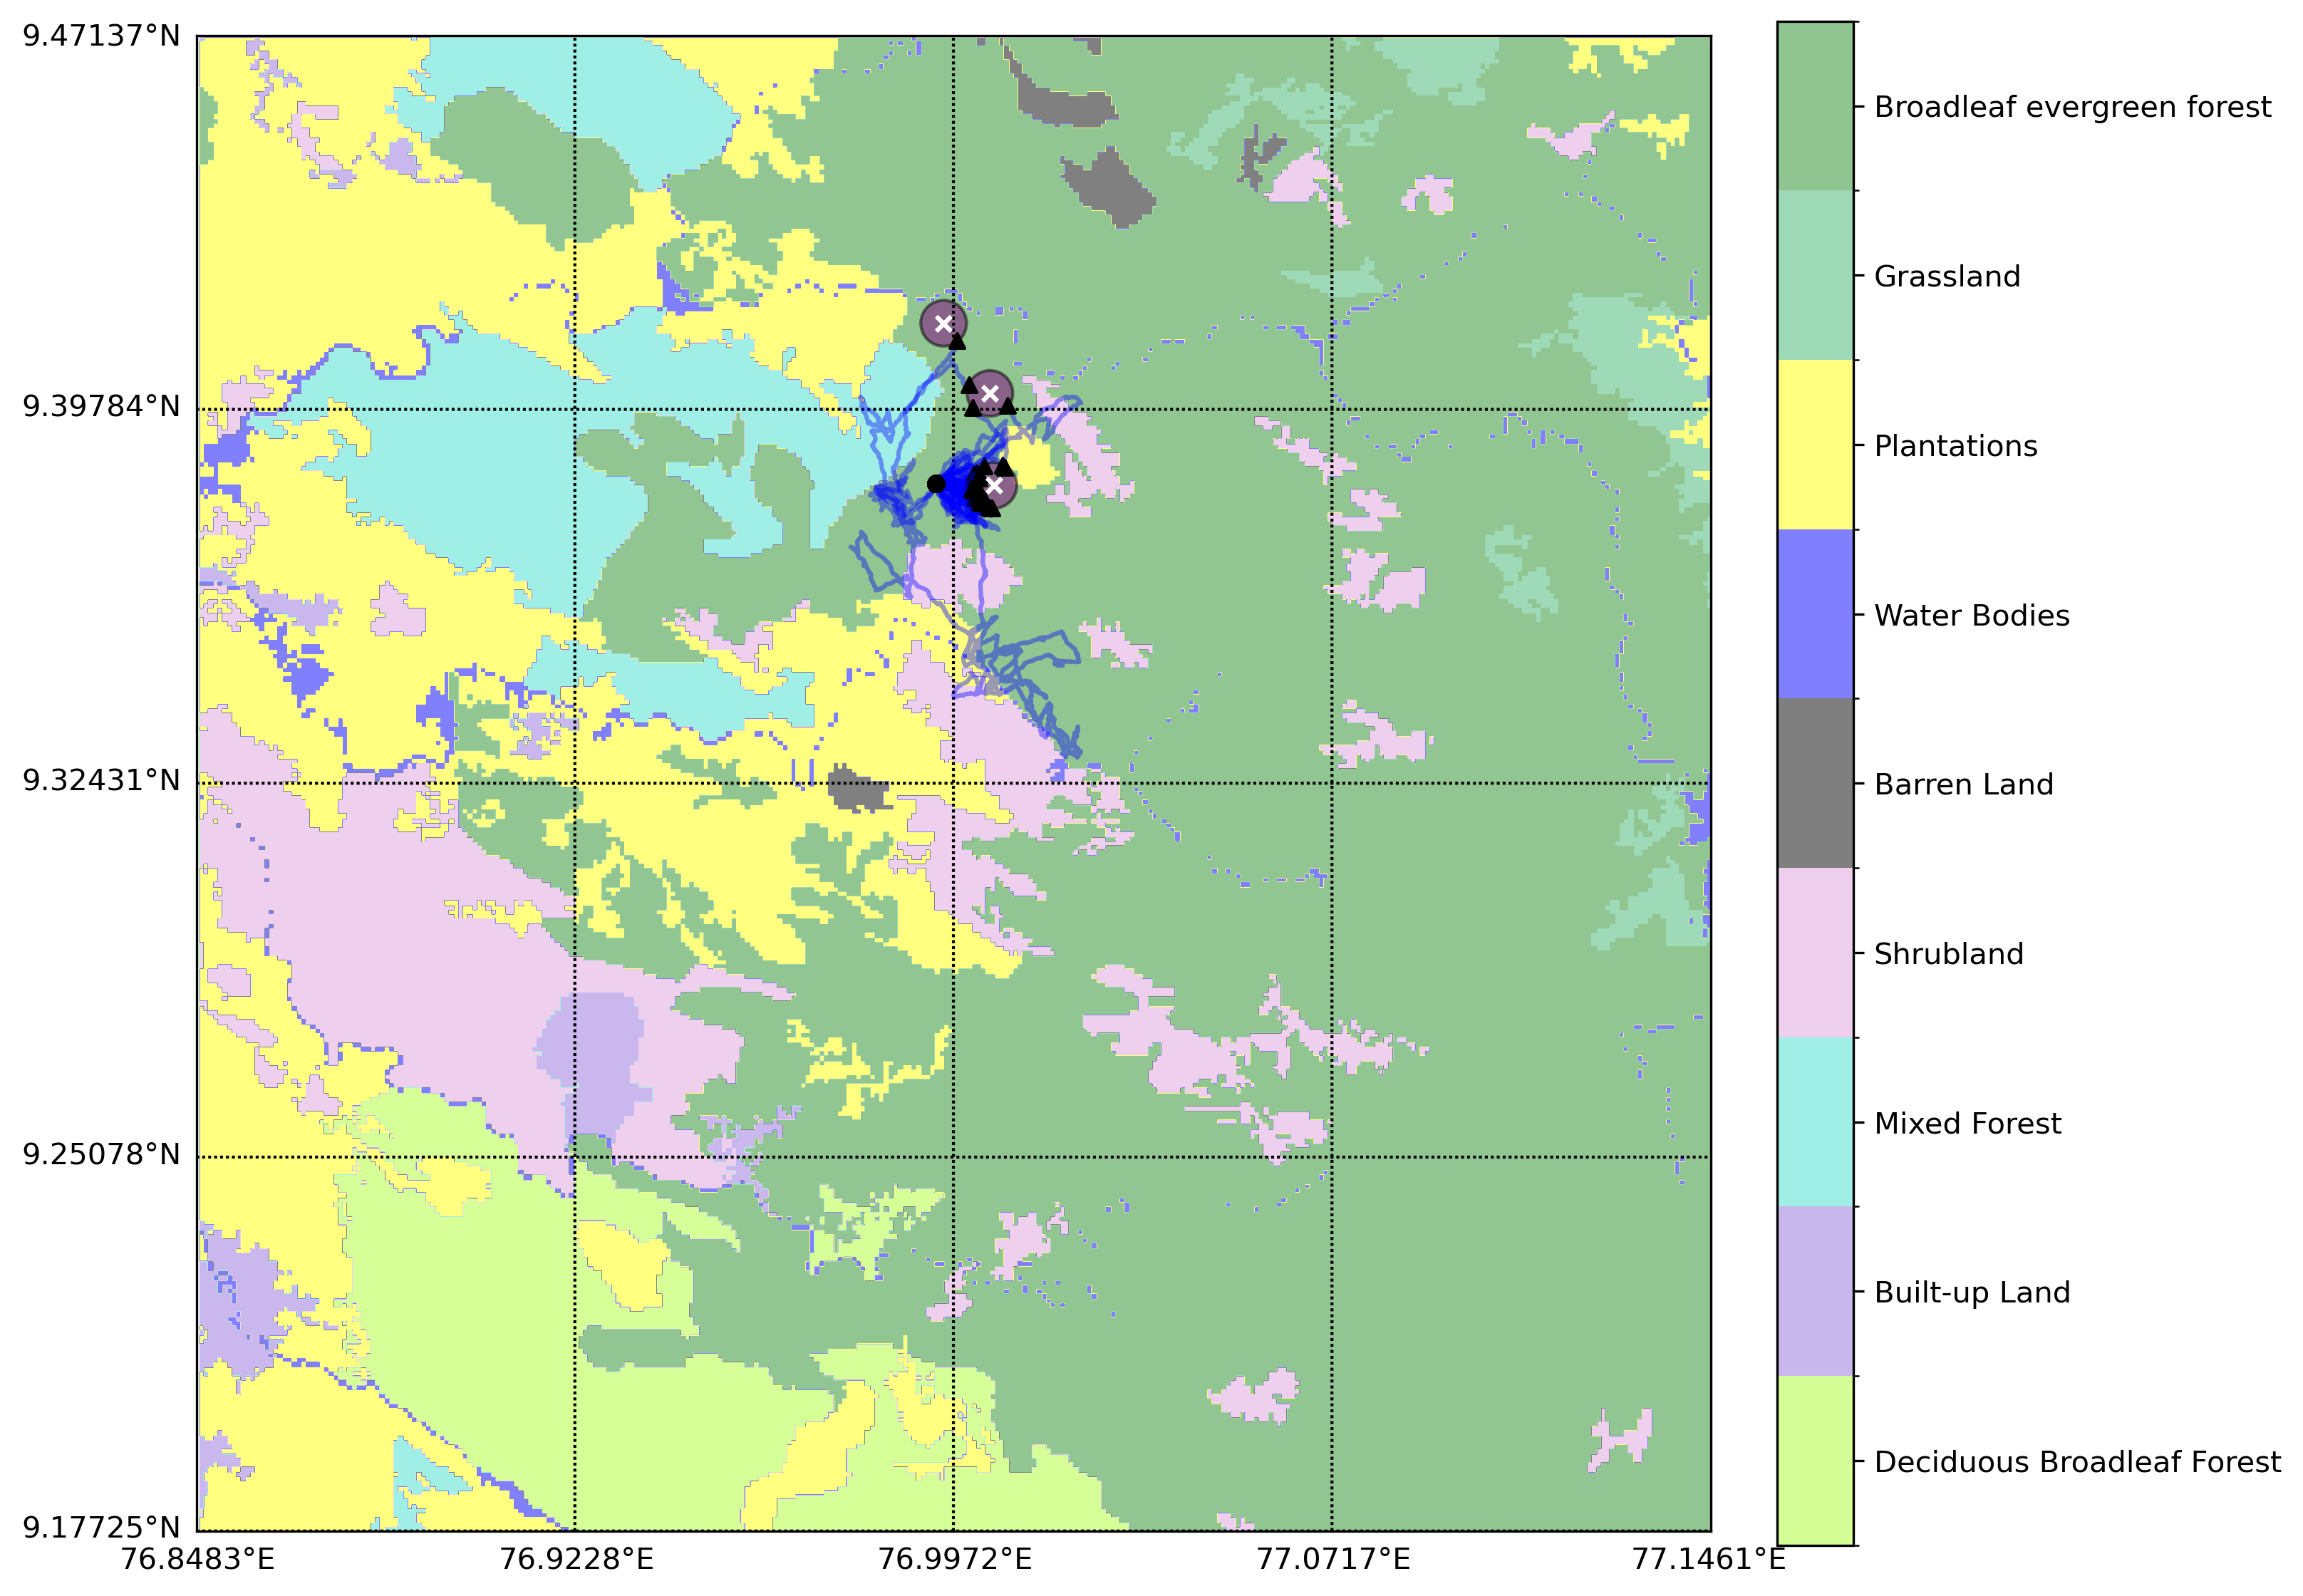 9.47137°N
9.39784°N
9.32431°N
9.25078°N
9.17725°N
76.8483°E
76.9228°E
76.9972°E
77.0717°E
77.1461°E
Broadleaf evergreen forest
Grassland
Plantations
Water Bodies
Barren Land
Shrubland
Mixed Forest
Built-up Land
Deciduous Broadleaf Forest